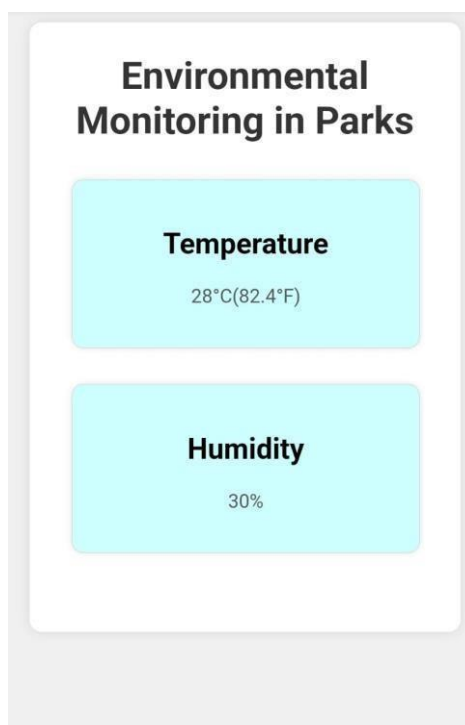 Environmental
Monitoring in Parks
Temperature
28°C(82.4°F)
Humidity
30%